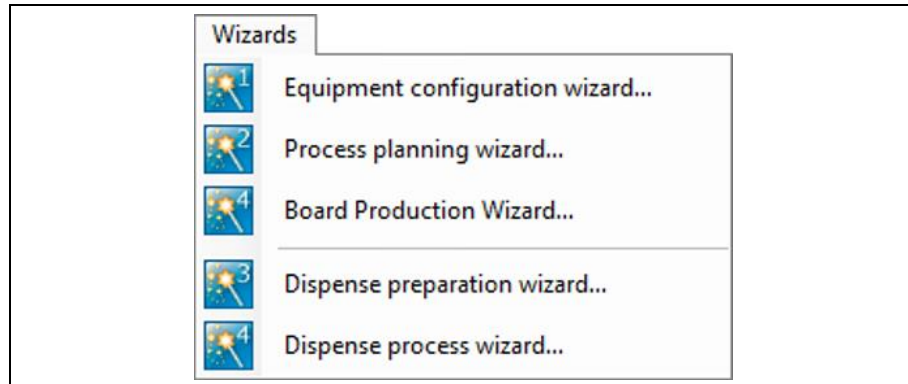 Wizards
1 Equipment configuration wizard...
2 Process planning wizard...
4 Board Production Wizard...
3 Dispense preparation wizard...
4 Dispense process wizard...